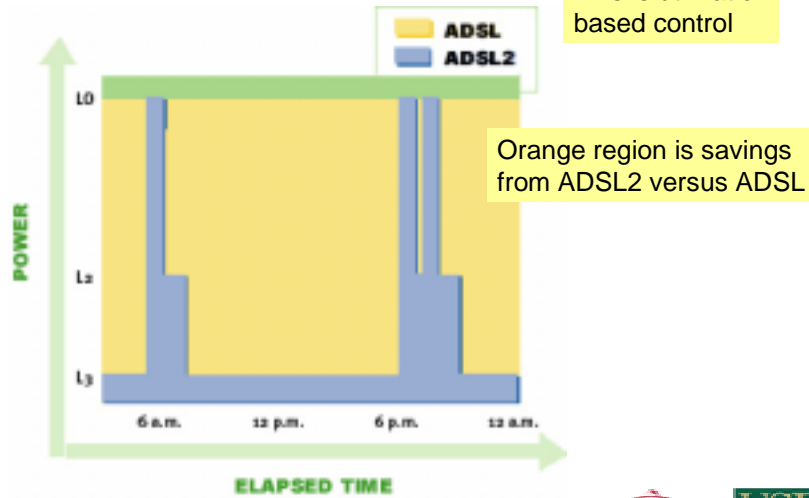 based control
ADSL
ADSL2
Orange region is savings
from ADSL2 versus ADSL
POWER
L0
L2
L3
6 a.m.
12 p.m.
6 p.m.
12 a.m.
ELAPSED TIME